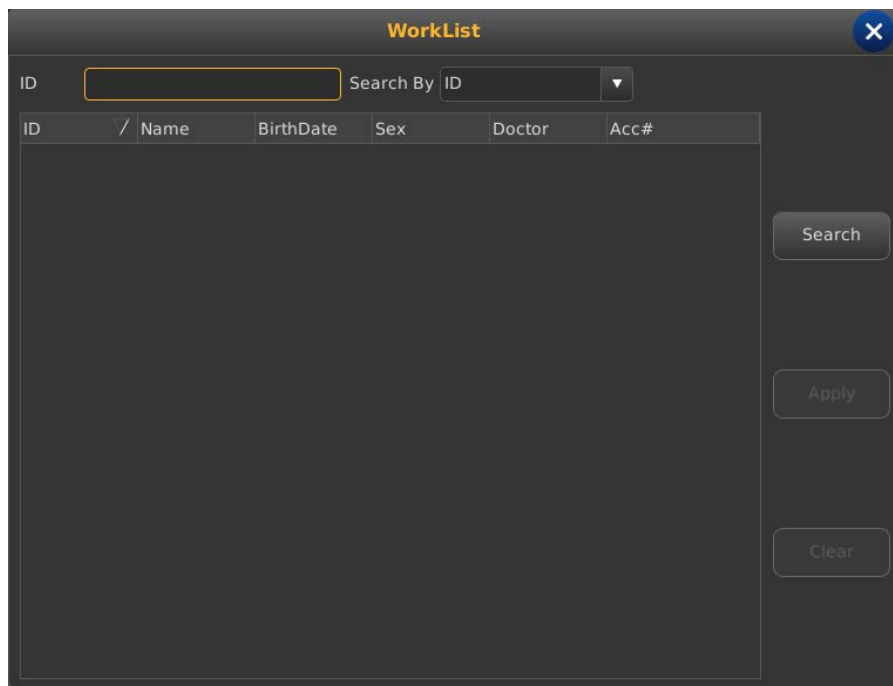 WorkList
ID Search By ID
ID Name BirthDate Sex Doctor Acc#
Search
Apply
Clear